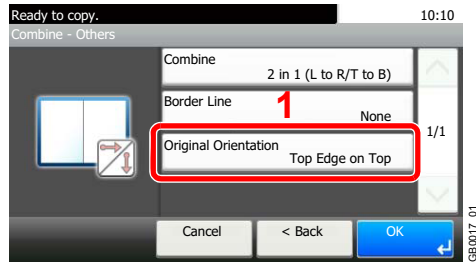 Ready to copy.
10:10
Combine - Others
Combine
2 in 1 (L to R/T to B)
Border Line
1
None
1/1
Original Orientation
Top Edge on Top
Cancel
< Back
OK
GB0017_01